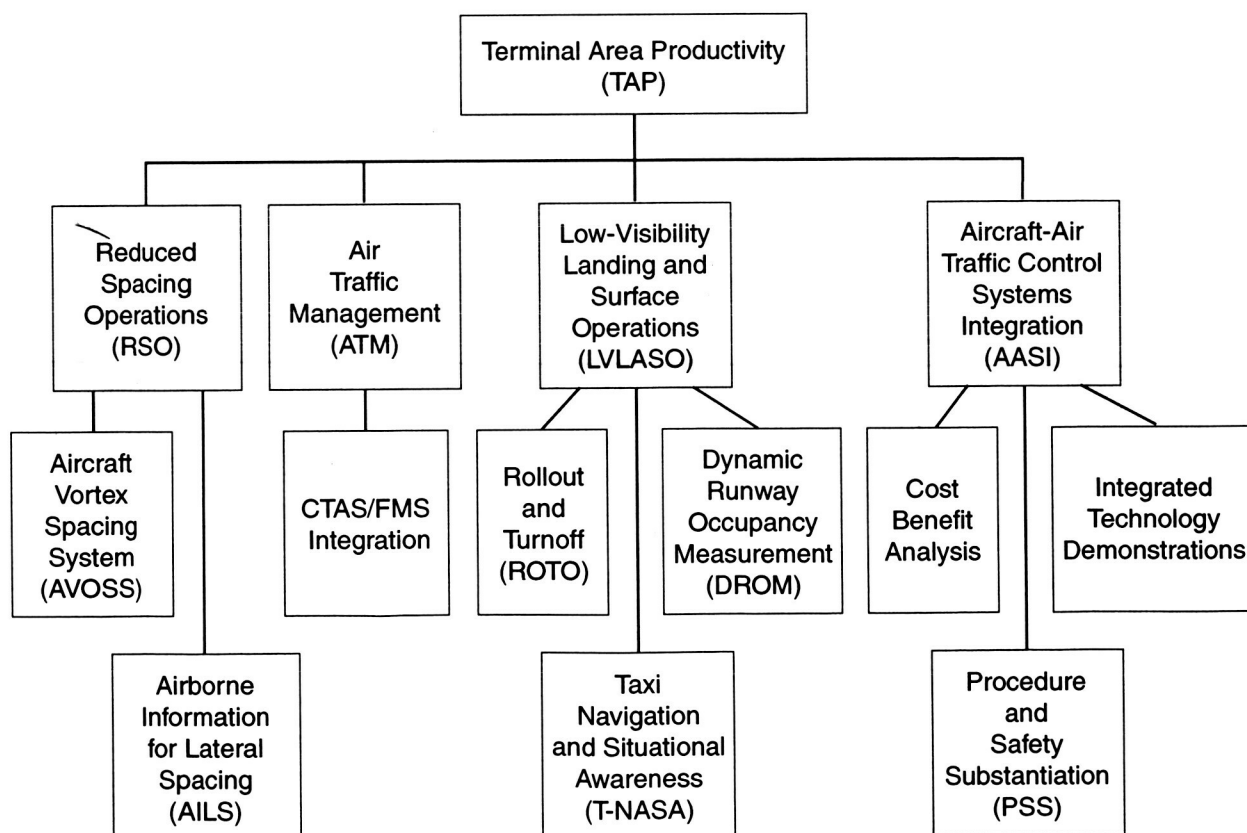 Terminal Area Productivity
(TAP)
Reduced
Spacing
Operations
(RSO)
Air
Traffic
Management
(ATM)
Low-Visibility
Landing and
Surface
Operations
(LVLASO)
Aircraft-Air
Traffic Control
Systems
Integration
(AASI)
Aircraft
Vortex
Spacing
System
(AVOSS)
CTAS/FMS
Integration
Rollout
and
Turnoff
(ROTO)
Dynamic
Runway
Occupancy
Measurement
(DROM)
Cost
Benefit
Analysis
Integrated
Technology
Demonstrations
Airborne
Information
for Lateral
Spacing
(AILS)
Taxi
Navigation
and Situational
Awareness
(T-NASA)
Procedure
and
Safety
Substantiation
(PSS)